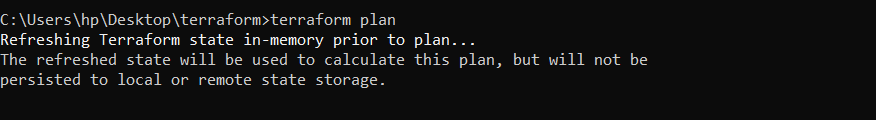 C:\Users\hp\Desktop\terraform>terraform plan
Refreshing Terraform state in-memory prior to plan...
The refreshed state will be used to calculate this plan, but will not be
persisted to local or remote state storage.